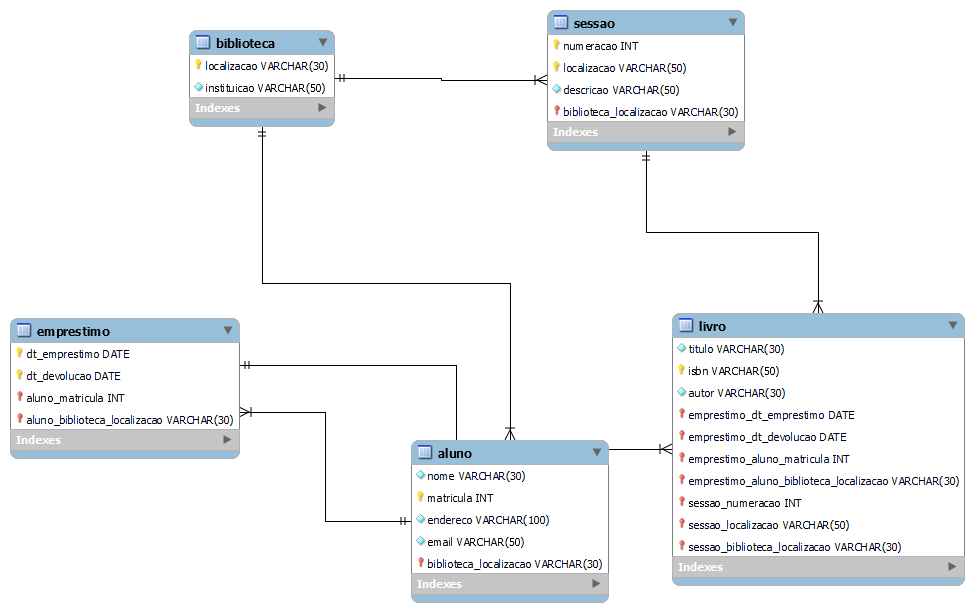 biblioteca
localizacao VARCHAR(30)
instituicao VARCHAR(50)
Indexes
sessao
numeracao INT
localizacao VARCHAR(50)
descricao VARCHAR(50)
biblioteca_localizacao VARCHAR(30)
Indexes
emprestimo
dt_emprestimo DATE
dt_devolucao DATE
aluno_matricula INT
aluno_biblioteca_localizacao VARCHAR(30)
Indexes
aluno
nome VARCHAR(30)
matricula INT
endereco VARCHAR(100)
email VARCHAR(50)
biblioteca_localizacao VARCHAR(30)
Indexes
livro
titulo VARCHAR(30)
isbn VARCHAR(50)
autor VARCHAR(30)
emprestimo_dt_emprestimo DATE
emprestimo_dt_devolucao DATE
emprestimo_aluno_matricula INT
emprestimo_aluno_biblioteca_localizacao VARCHAR(30)
sessao_numeracao INT
sessao_localizacao VARCHAR(50)
sessao_biblioteca_localizacao VARCHAR(30)
Indexes